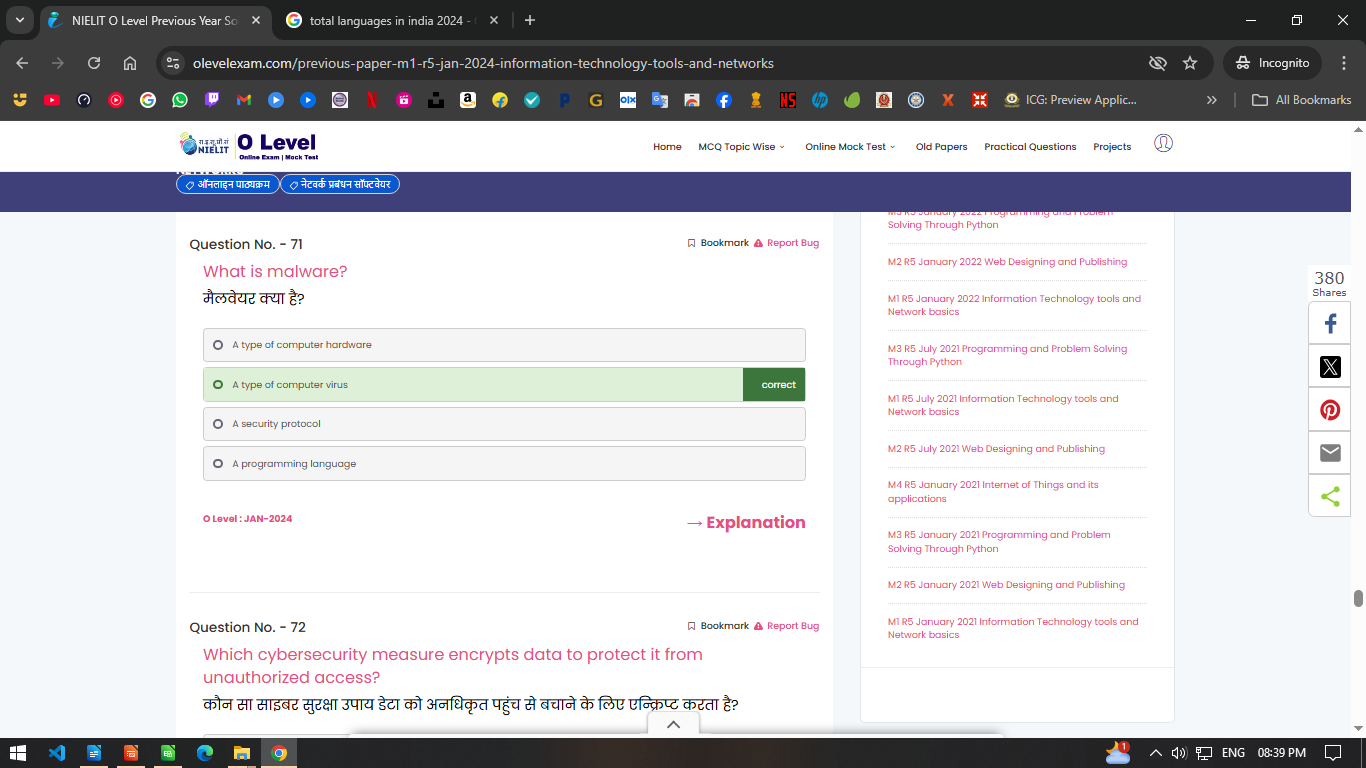 NIELIT O Level Previous Year So
total languages in india 2024 -
olevelexam.com/previous-paper-m1-r5-jan-2024-information-technology-tools-and-networks
Incognito
ICG: Preview Applic...
All Bookmarks
रा.इ.सू.प्रौ.सं
NIELIT
O Level
Online Exam | Mock Test
Home
MCQ Topic Wise
Online Mock Test
Old Papers
Practical Questions
Projects
ऑनलाइन पाठ्यक्रम
नेटवर्क प्रबंधन सॉफ्टवेयर
Question No. - 71
Bookmark
Report Bug
What is malware?
मैलवेयर क्या है?
A type of computer hardware
A type of computer virus
correct
A security protocol
A programming language
O Level : JAN-2024
→ Explanation
Question No. - 72
Bookmark
Report Bug
Which cybersecurity measure encrypts data to protect it from
unauthorized access?
कौन सा साइबर सुरक्षा उपाय डेटा को अनधिकृत पहुंच से बचाने के लिए एन्क्रिप्ट करता है?
M3 R5 January 2022 Programming and Problem
Solving Through Python
M2 R5 January 2022 Web Designing and Publishing
M1 R5 January 2022 Information Technology tools and
Network basics
M3 R5 July 2021 Programming and Problem Solving
Through Python
M1 R5 July 2021 Information Technology tools and
Network basics
M2 R5 July 2021 Web Designing and Publishing
M4 R5 January 2021 Internet of Things and its
applications
M3 R5 January 2021 Programming and Problem
Solving Through Python
M2 R5 January 2021 Web Designing and Publishing
M1 R5 January 2021 Information Technology tools and
Network basics
380
Shares
1
ENG
08:39 PM